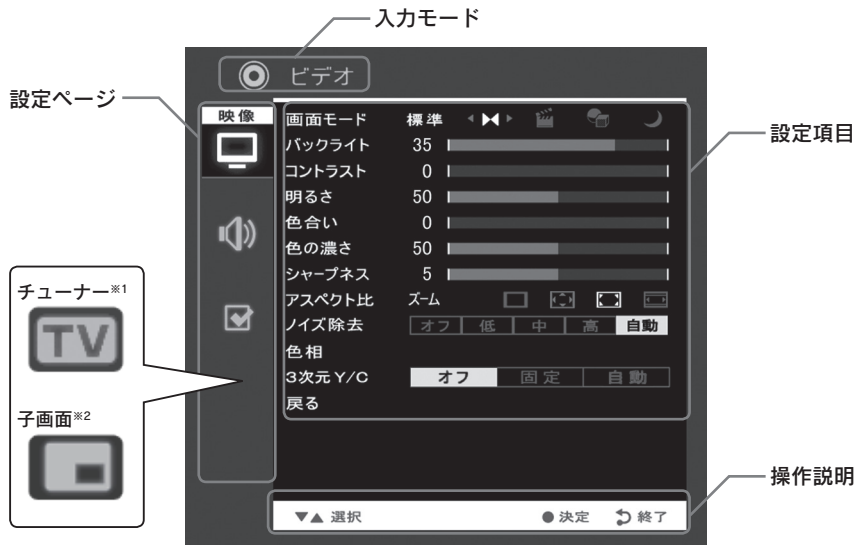 入力モード
ビデオ
設定ページ
映像
設定項目
画面モード 標準
バックライト 35
コントラスト 0
明るさ 50
色合い 0
色の濃さ 50
シャープネス 5
アスペクト比 ズーム
ノイズ除去 オフ 低 中 高 自動
色相
3次元Y/C オフ 固定 自動
戻る
チューナー※1
TV
子画面※2
操作説明
▼▲ 選択 ●決定 終了